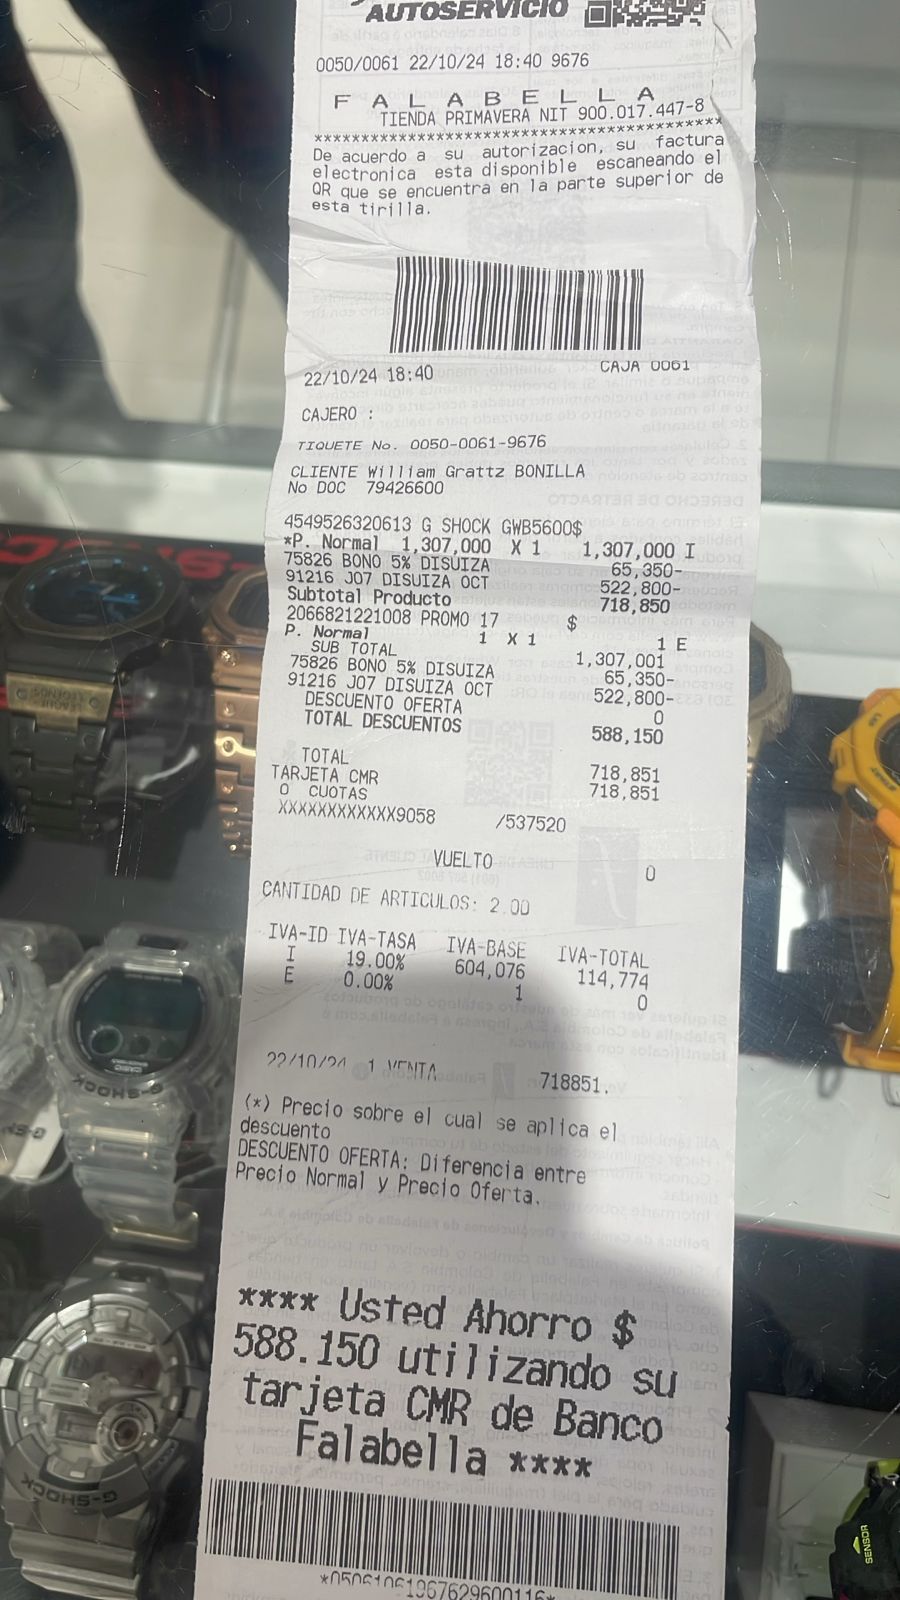 AUTOSERVICIO
0050/0061 22/10/24 18:40 9676
F A L A B E L L A
TIENDA PRIMAVERA NIT 900.017.447-8
************************************************
De acuerdo a su autorizacion, su factura
electronica esta disponible escaneando el
QR que se encuentra en la parte superior de
esta tirilla.
22/10/24 18:40 CAJA 0061
CAJERO :
TIQUETE No. 0050-0061-9676
CLIENTE William Grattz BONILLA
No DOC 79426600
4549526320613 G SHOCK GWB5600$
*P. Normal 1,307,000 X 1 1,307,000 I
75826 BONO 5% DISUIZA 65,350-
91216 J07 DISUIZA OCT 522,800-
Subtotal Producto 718,850
2066821221008 PROMO 17 $
P. Normal 1 X 1 1 E
SUB TOTAL 1,307,001
75826 BONO 5% DISUIZA 65,350-
91216 J07 DISUIZA OCT 522,800-
DESCUENTO OFERTA 0
TOTAL DESCUENTOS 588,150
TOTAL 718,851
TARJETA CMR 718,851
0 CUOTAS
XXXXXXXXXXXX9058 /537520
VUELTO 0
CANTIDAD DE ARTICULOS: 2.00
IVA-ID IVA-TASA IVA-BASE IVA-TOTAL
I 19.00% 604,076 114,774
E 0.00% 1 0
22/10/24 1 VENTA 718851.
(*) Precio sobre el cual se aplica el
descuento
DESCUENTO OFERTA: Diferencia entre
Precio Normal y Precio Oferta.
**** Usted Ahorro $
588.150 utilizando su
tarjeta CMR de Banco
Falabella ****
*05061061967629600116*
G-SHOCK
G-SHOCK
SENSOR